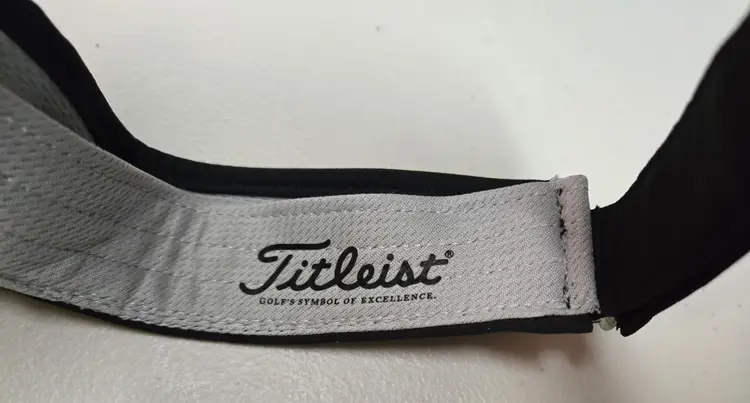 Titleist®
GOLF'S SYMBOL OF EXCELLENCE.